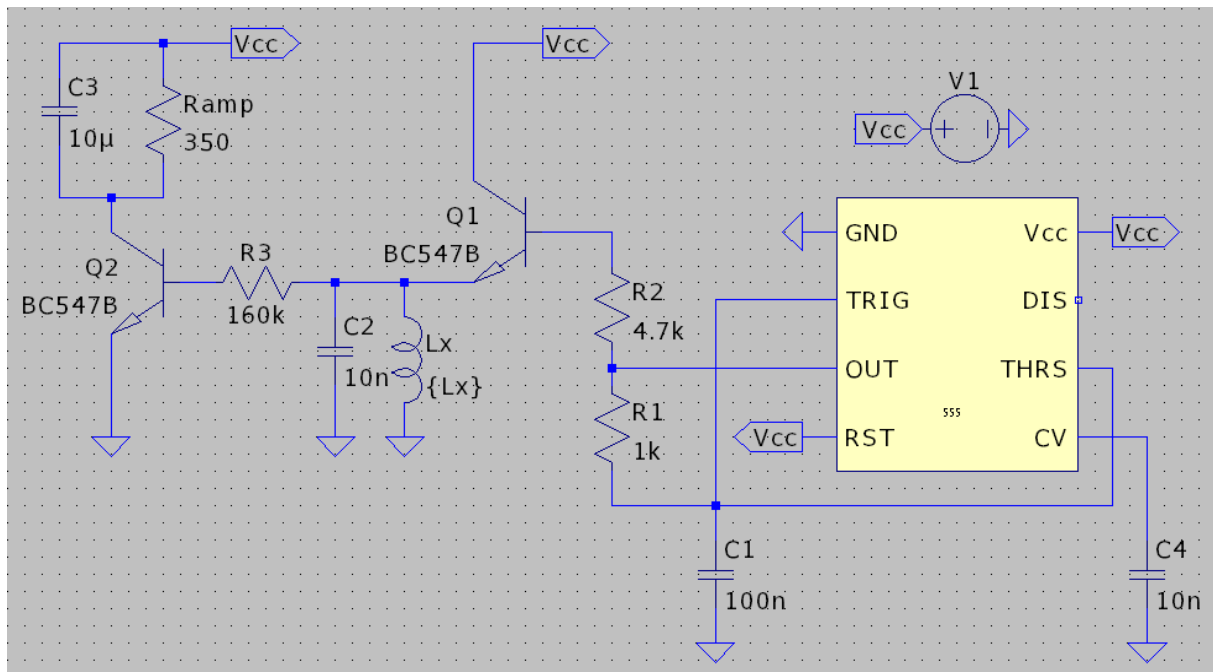 Vcc
C3
10µ
Ramp
350
Vcc
V1
Vcc
Q1
BC547B
Q2
BC547B
R3
160k
C2
10n
Lx
{Lx}
R2
4.7k
R1
1k
GND
Vcc
Vcc
TRIG
DIS
OUT
THRS
555
Vcc
RST
CV
C1
100n
C4
10n